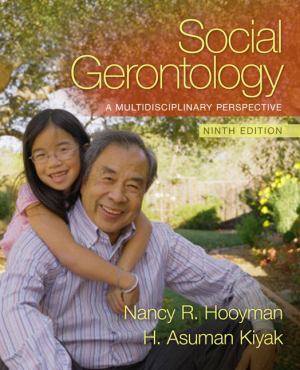 Social
Gerontology
A MULTIDISCIPLINARY PERSPECTIVE
NINTH EDITION
Nancy R. Hooyman
H. Asuman Kiyak